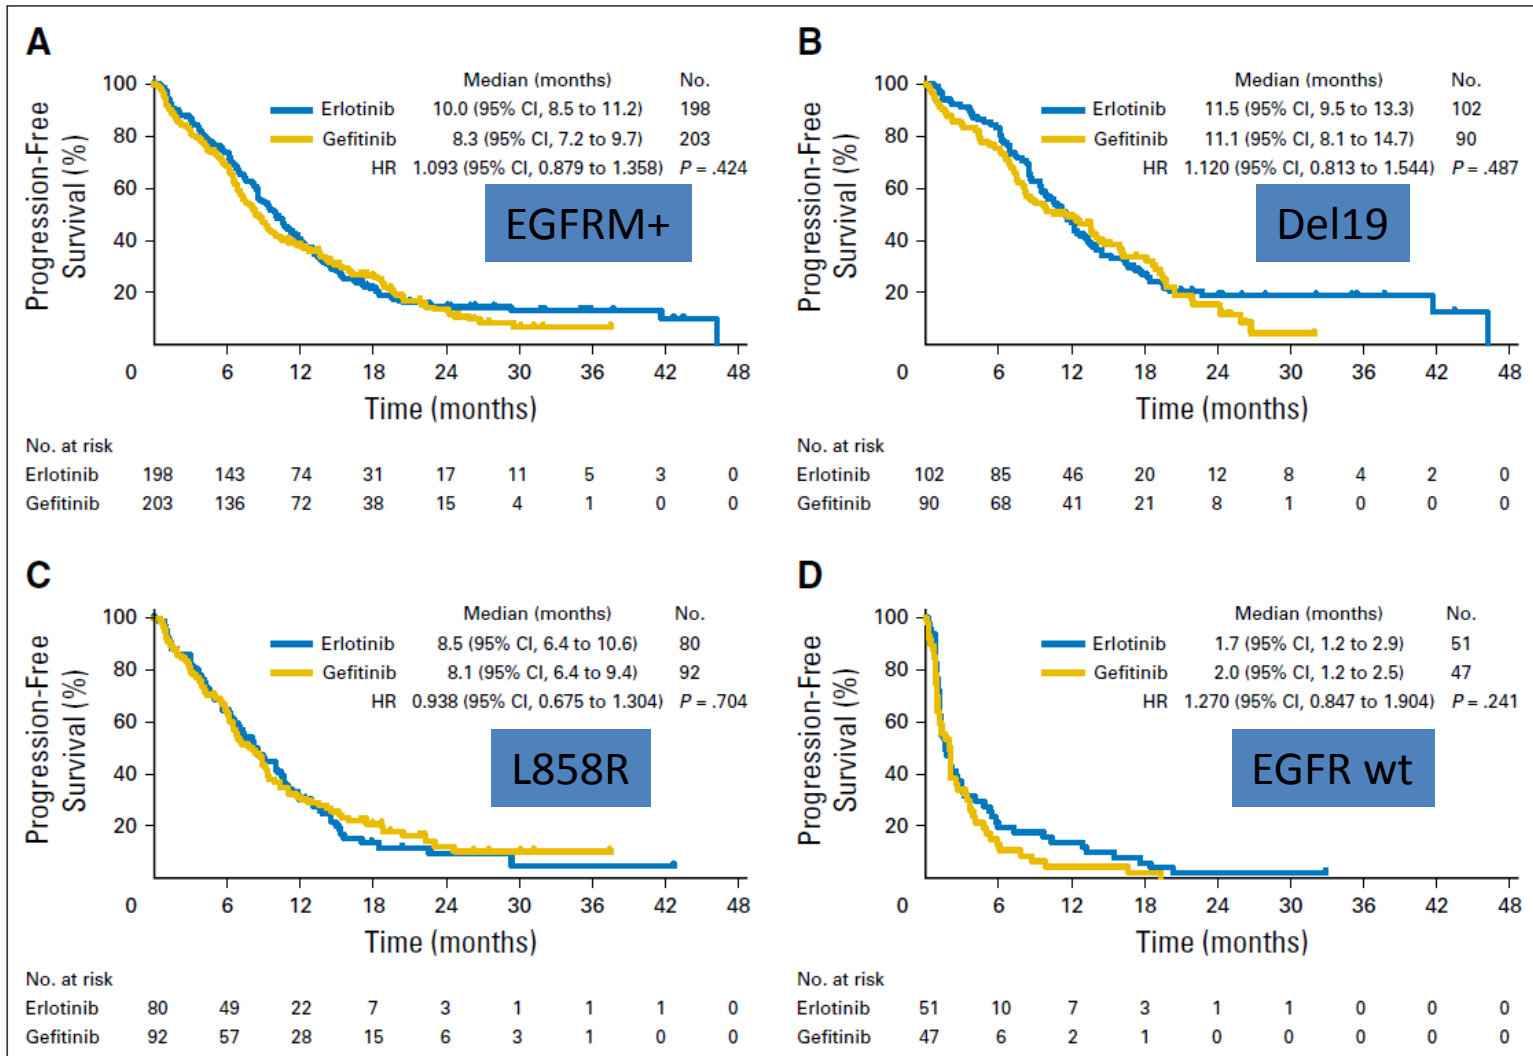 A
Progression-Free
Survival (%)
100
80
60
40
20
Median (months) No.
Erlotinib 10.0 (95% CI, 8.5 to 11.2) 198
Gefitinib 8.3 (95% CI, 7.2 to 9.7) 203
HR 1.093 (95% CI, 0.879 to 1.358) P = .424
EGFRM+
0 6 12 18 24 30 36 42 48
Time (months)
No. at risk
Erlotinib 198 143 74 31 17 11 5 3 0
Gefitinib 203 136 72 38 15 4 1 0 0
B
Progression-Free
Survival (%)
100
80
60
40
20
Median (months) No.
Erlotinib 11.5 (95% CI, 9.5 to 13.3) 102
Gefitinib 11.1 (95% CI, 8.1 to 14.7) 90
HR 1.120 (95% CI, 0.813 to 1.544) P = .487
Del19
0 6 12 18 24 30 36 42 48
Time (months)
No. at risk
Erlotinib 102 85 46 20 12 8 4 2 0
Gefitinib 90 68 41 21 8 1 0 0 0
C
Progression-Free
Survival (%)
100
80
60
40
20
Median (months) No.
Erlotinib 8.5 (95% CI, 6.4 to 10.6) 80
Gefitinib 8.1 (95% CI, 6.4 to 9.4) 92
HR 0.938 (95% CI, 0.675 to 1.304) P = .704
L858R
0 6 12 18 24 30 36 42 48
Time (months)
No. at risk
Erlotinib 80 49 22 7 3 1 1 1 0
Gefitinib 92 57 28 15 6 3 1 0 0
D
Progression-Free
Survival (%)
100
80
60
40
20
Median (months) No.
Erlotinib 1.7 (95% CI, 1.2 to 2.9) 51
Gefitinib 2.0 (95% CI, 1.2 to 2.5) 47
HR 1.270 (95% CI, 0.847 to 1.904) P = .241
EGFR wt
0 6 12 18 24 30 36 42 48
Time (months)
No. at risk
Erlotinib 51 10 7 3 1 1 0 0 0
Gefitinib 47 6 2 1 0 0 0 0 0